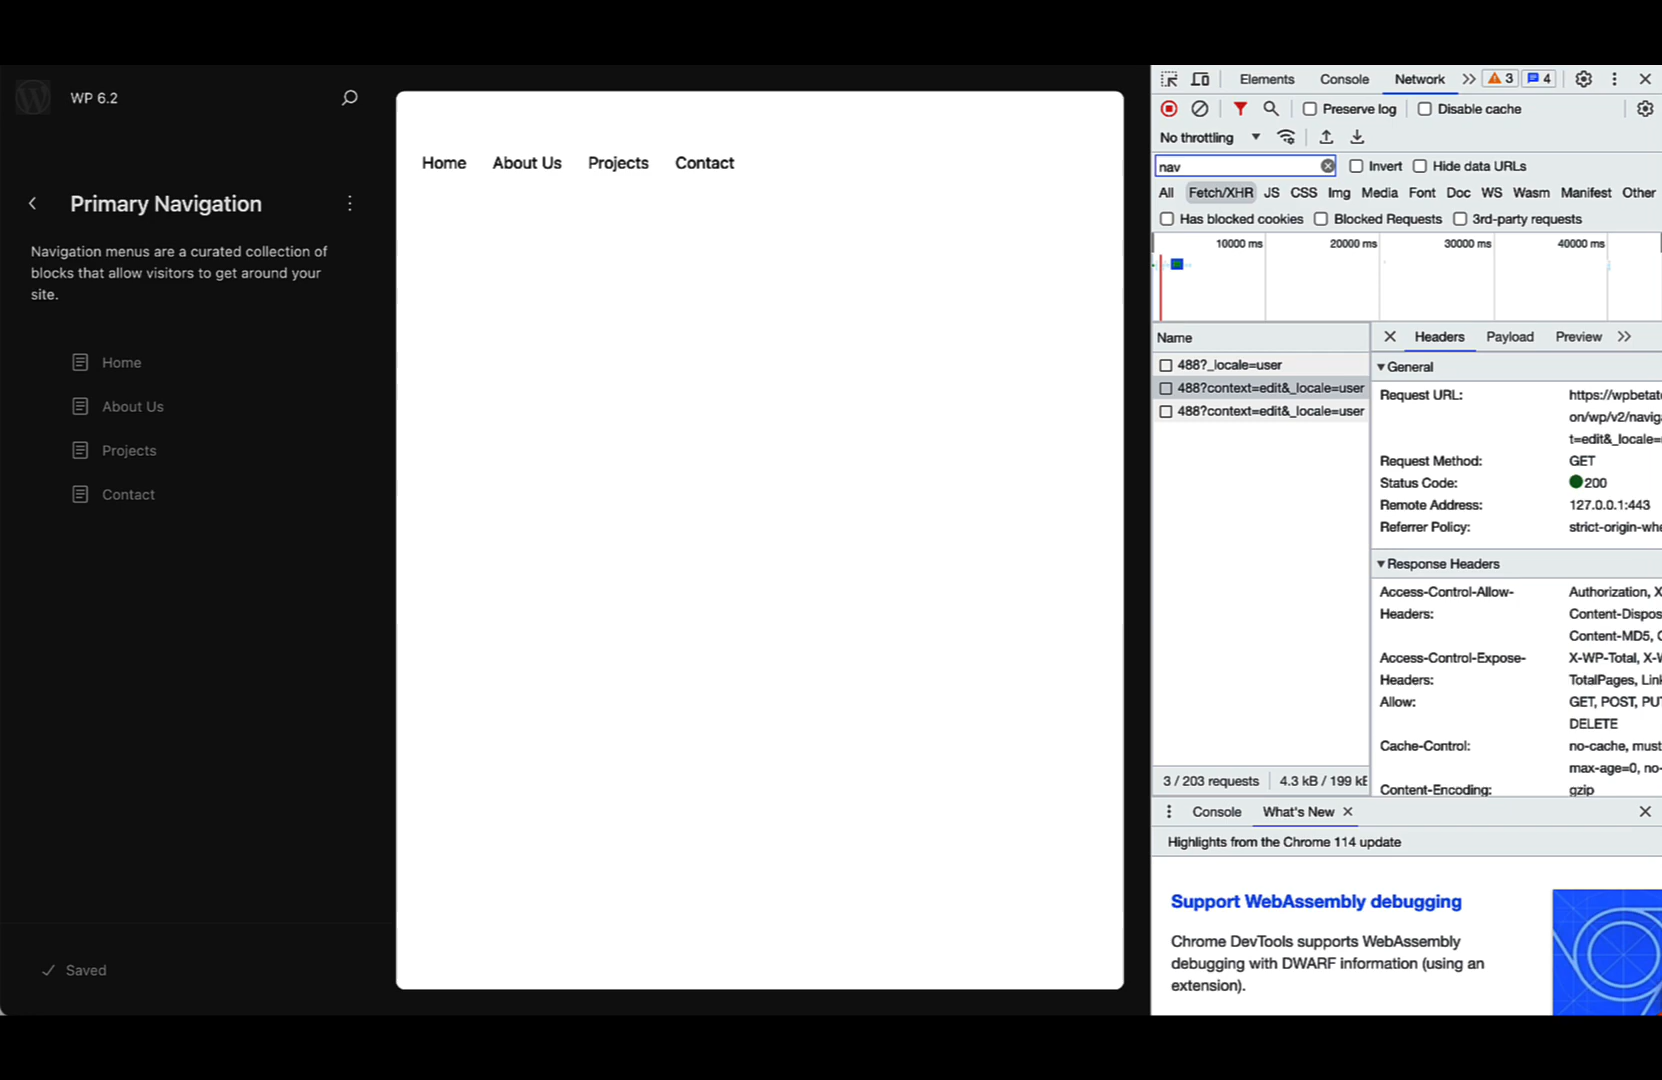 WP 6.2
Primary Navigation
Navigation menus are a curated collection of
blocks that allow visitors to get around your
site.
Home
About Us
Projects
Contact
Saved
Home About Us Projects Contact
Elements Console Network 3 4
Preserve log Disable cache
No throttling
nav Invert Hide data URLs
All Fetch/XHR JS CSS Img Media Font Doc WS Wasm Manifest Other
Has blocked cookies Blocked Requests 3rd-party requests
10000 ms 20000 ms 30000 ms 40000 ms
Name
488?_locale=user
488?context=edit&_locale=user
488?context=edit&_locale=user
3 / 203 requests 4.3 kB / 199 kE
Headers Payload Preview
General
Request URL: https://wpbetat
on/wp/v2/navig
t=edit&_locale=
Request Method: GET
Status Code: 200
Remote Address: 127.0.0.1:443
Referrer Policy: strict-origin-whe
Response Headers
Access-Control-Allow- Authorization, X
Headers: Content-Dispos
Content-MD5, C
Access-Control-Expose- X-WP-Total, X-W
Headers: TotalPages, Link
Allow: GET, POST, PUT
DELETE
Cache-Control: no-cache, must
max-age=0, no-
Content-Encoding: gzip
Console What's New
Highlights from the Chrome 114 update
Support WebAssembly debugging
Chrome DevTools supports WebAssembly
debugging with DWARF information (using an
extension).